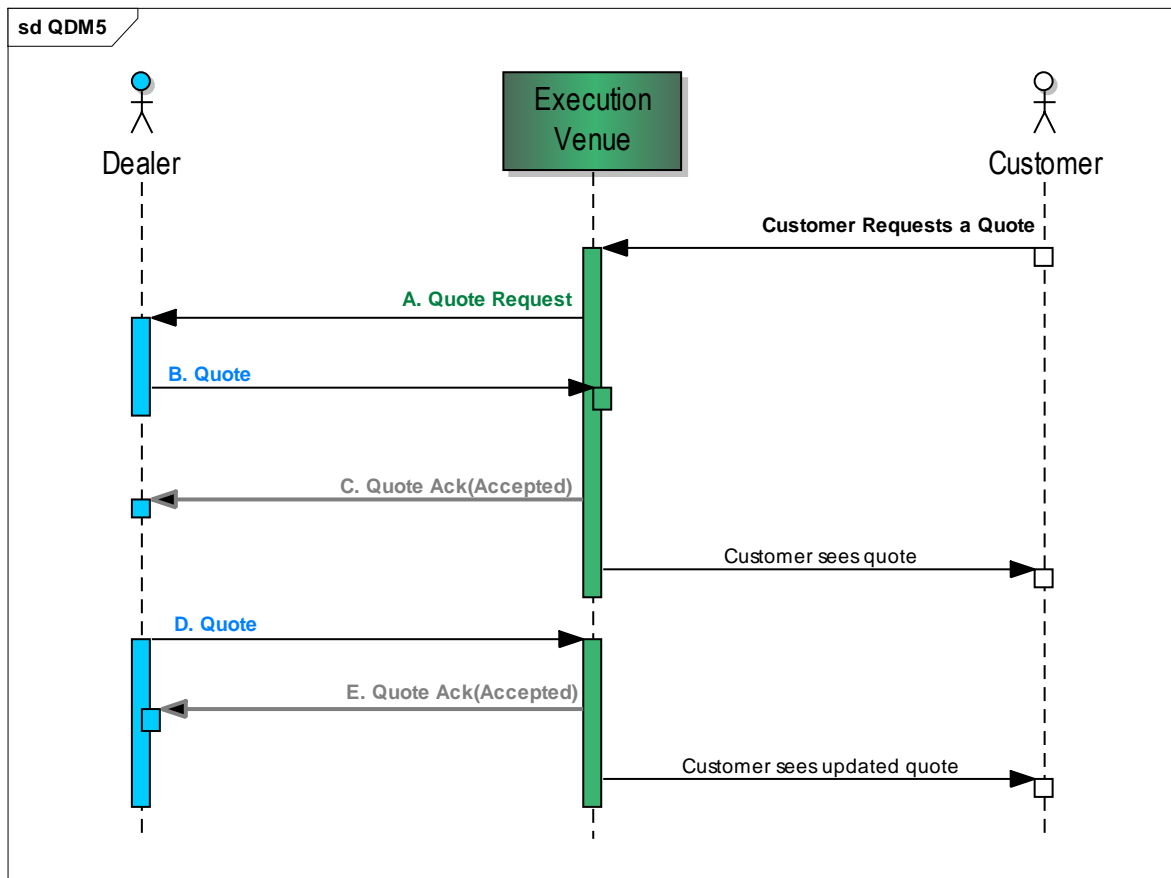 sd QDM5
Execution
Venue
Dealer
Customer
Customer Requests a Quote
A. Quote Request
B. Quote
C. Quote Ack(Accepted)
Customer sees quote
D. Quote
E. Quote Ack(Accepted)
Customer sees updated quote